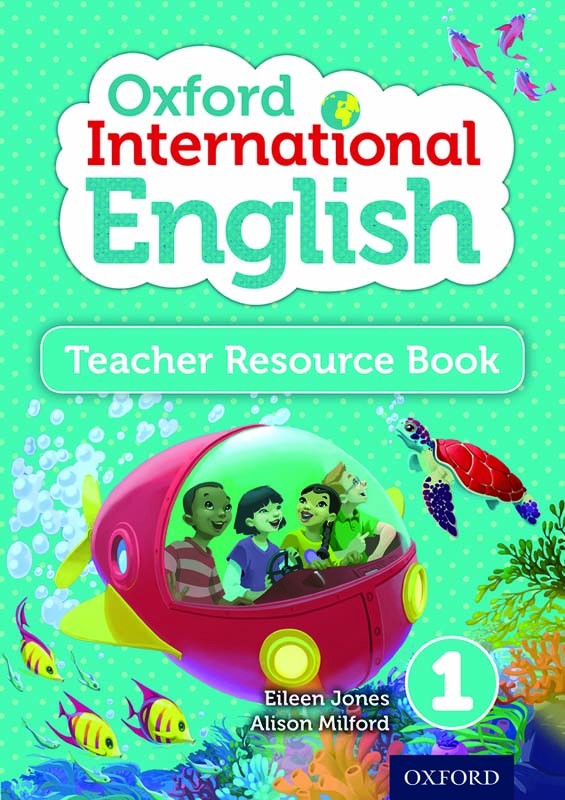 Oxford
International
English
Teacher Resource Book
Eileen Jones
Alison Milford
1
OXFORD